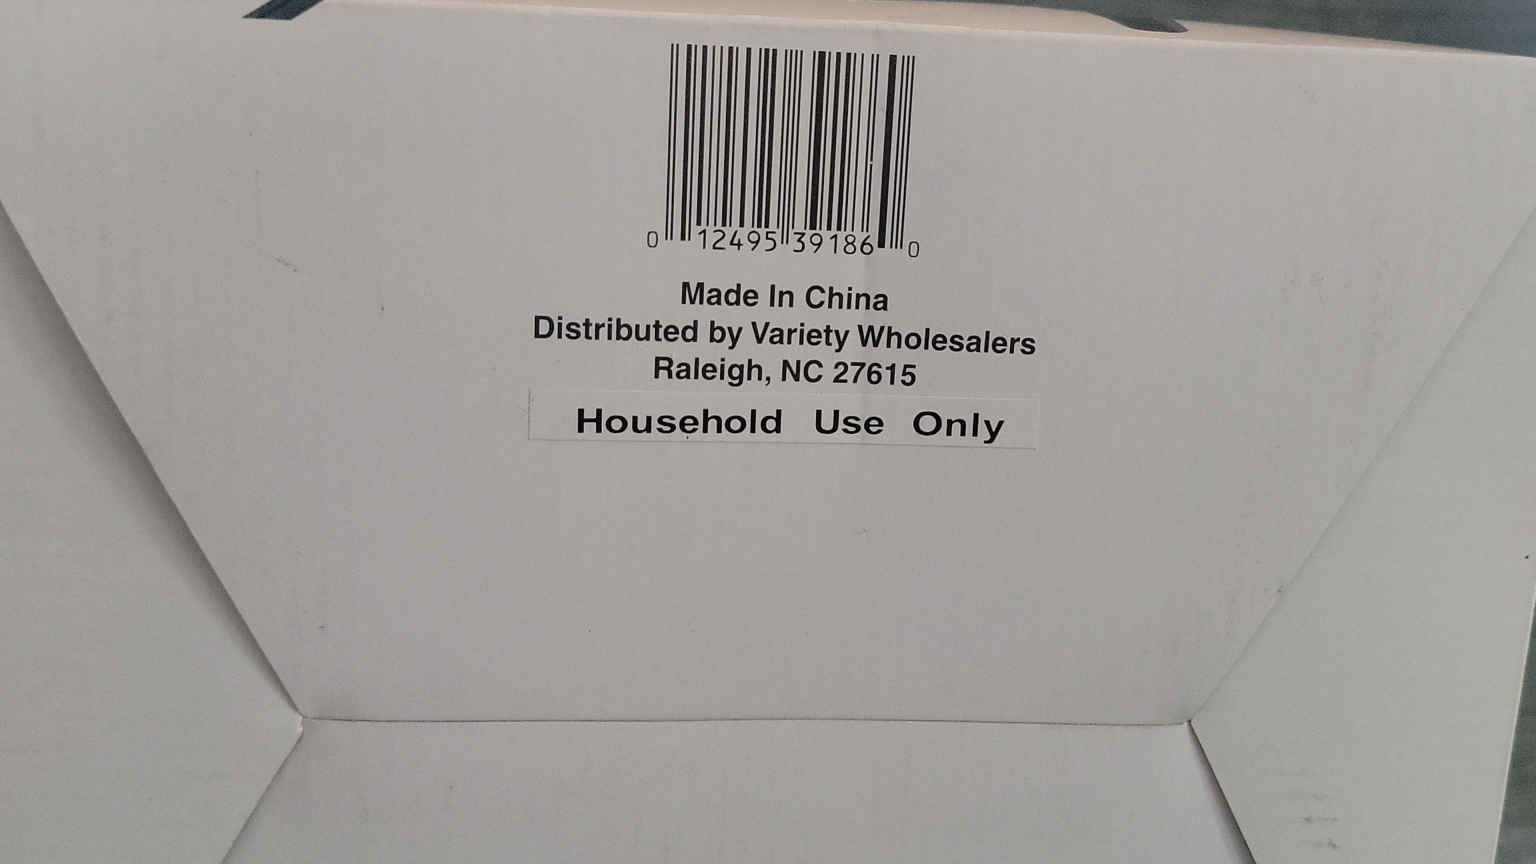 0 12495 39186 0
Made In China
Distributed by Variety Wholesalers
Raleigh, NC 27615
Household Use Only